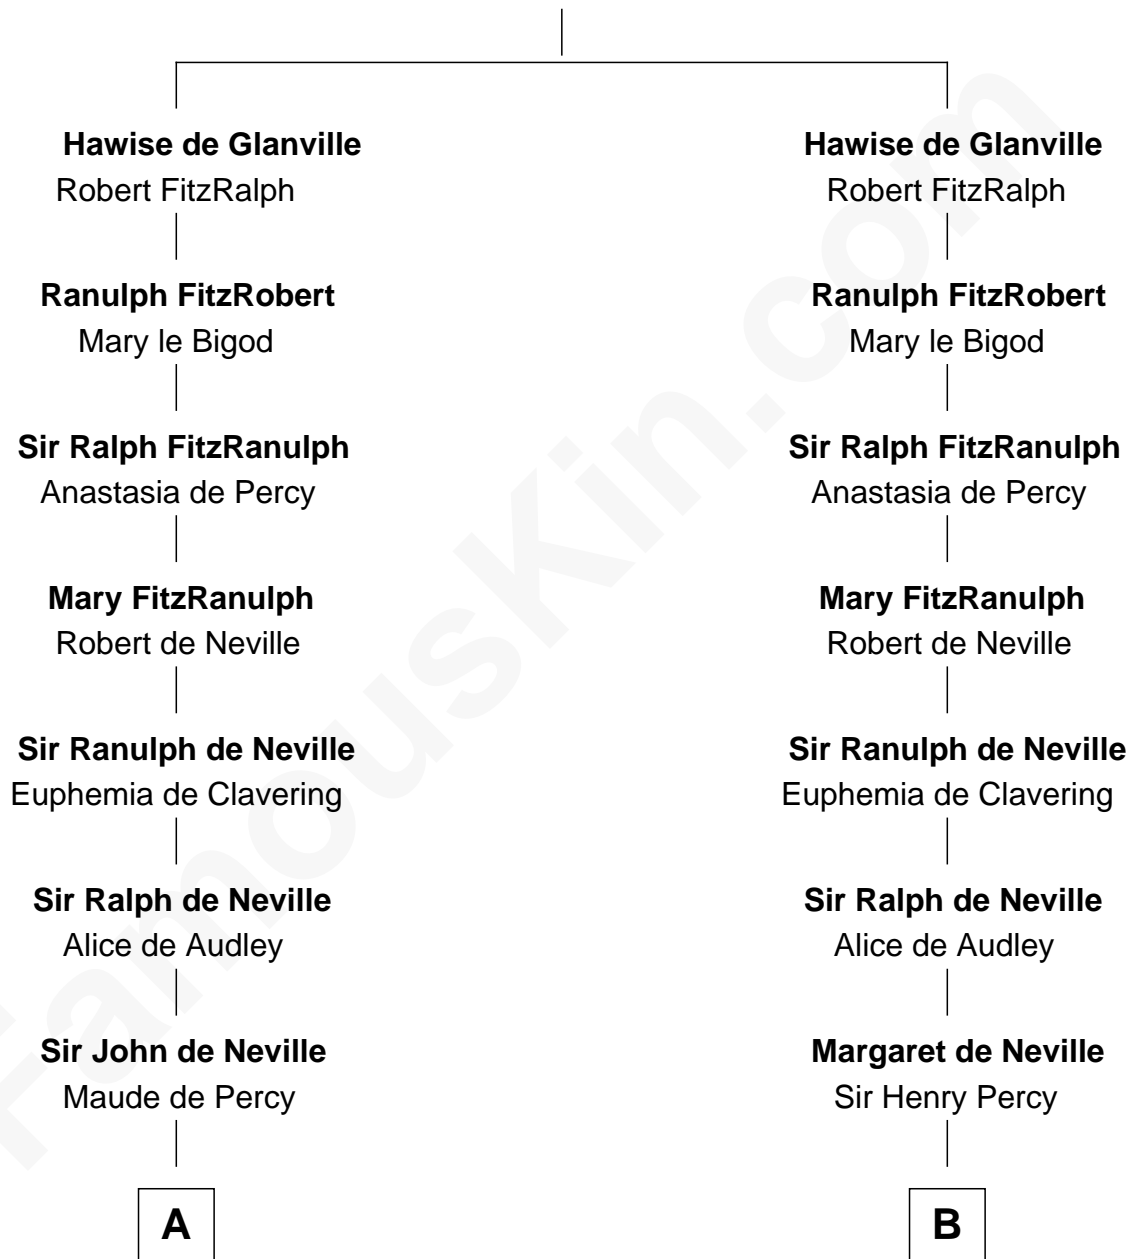 Hawise de Glanville
Robert FitzRalph
Ranulph FitzRobert
Mary le Bigod
Sir Ralph FitzRanulph
Anastasia de Percy
Mary FitzRanulph
Robert de Neville
Sir Ranulph de Neville
Euphemia de Clavering
Sir Ralph de Neville
Alice de Audley
Sir John de Neville
Maude de Percy
A
Hawise de Glanville
Robert FitzRalph
Ranulph FitzRobert
Mary le Bigod
Sir Ralph FitzRanulph
Anastasia de Percy
Mary FitzRanulph
Robert de Neville
Sir Ranulph de Neville
Euphemia de Clavering
Sir Ralph de Neville
Alice de Audley
Margaret de Neville
Sir Henry Percy
B
FamousKin.com